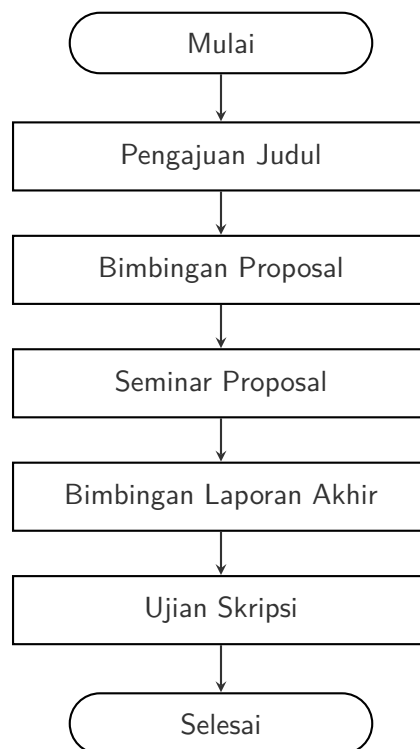 Mulai
Pengajuan Judul
Bimbingan Proposal
Seminar Proposal
Bimbingan Laporan Akhir
Ujian Skripsi
Selesai